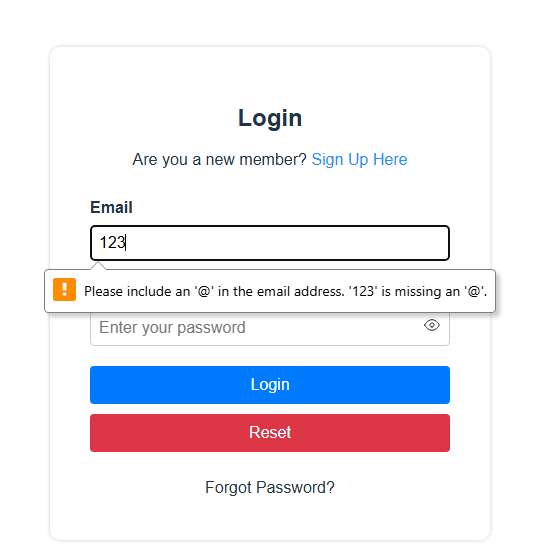 Login
Are you a new member? Sign Up Here
Email
123
Please include an '@' in the email address. '123' is missing an '@'.
Enter your password
Login
Reset
Forgot Password?